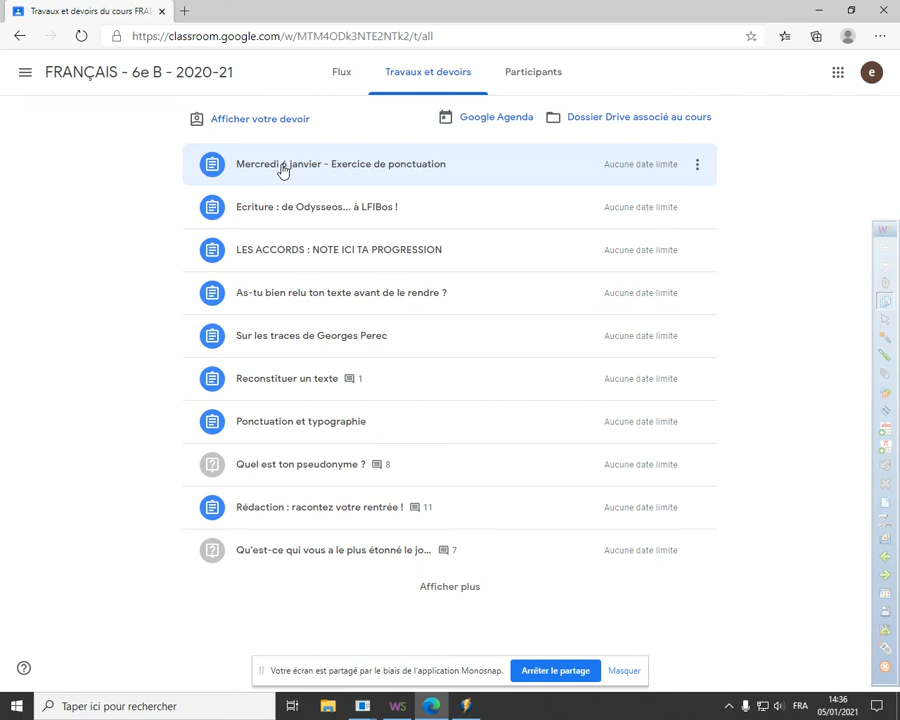 Travaux et devoirs du cours FRA
https://classroom.google.com/w/MTM4ODk3NTE2NTk2/t/all
FRANÇAIS - 6e B - 2020-21
Flux
Travaux et devoirs
Participants
e
Afficher votre devoir
Google Agenda
Dossier Drive associé au cours
Mercredi 6 janvier - Exercice de ponctuation
Aucune date limite
Ecriture : de Odysseos... à LFIBos !
Aucune date limite
LES ACCORDS : NOTE ICI TA PROGRESSION
Aucune date limite
As-tu bien relu ton texte avant de le rendre ?
Aucune date limite
Sur les traces de Georges Perec
Aucune date limite
Reconstituer un texte 1
Aucune date limite
Ponctuation et typographie
Aucune date limite
Quel est ton pseudonyme ? 8
Aucune date limite
Rédaction : racontez votre rentrée ! 11
Aucune date limite
Qu'est-ce qui vous a le plus étonné le jo... 7
Aucune date limite
Afficher plus
Votre écran est partagé par le biais de l'application Monosnap.
Arrêter le partage
Masquer
W
Taper ici pour rechercher
WS
FRA
14:36
05/01/2021